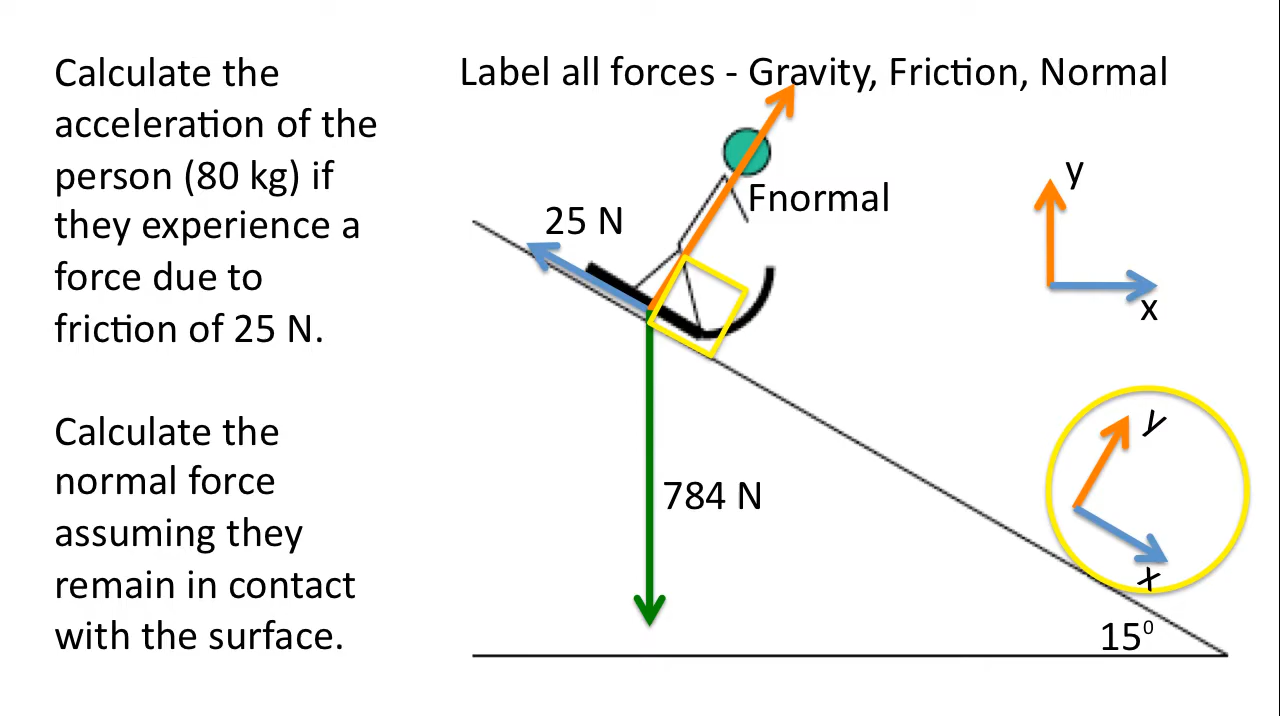 Label all forces - Gravity, Friction, Normal
Calculate the
acceleration of the
person (80 kg) if
they experience a
force due to
friction of 25 N.
Calculate the
normal force
assuming they
remain in contact
with the surface.
25 N
Fnormal
784 N
y
x
y
x
15⁰